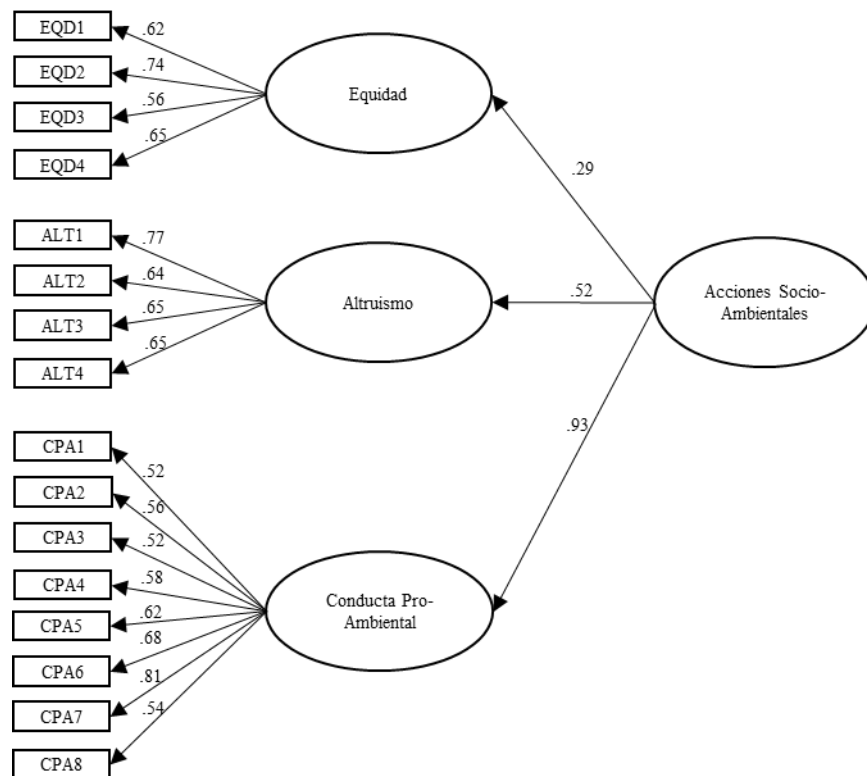 EQD1
.62
EQD2
.74
EQD3
.56
EQD4
.65
Equidad
.29
ALT1
.77
ALT2
.64
ALT3
.65
ALT4
.65
Altruismo
.52
Acciones Socio-
Ambientales
.93
CPA1
.52
CPA2
.56
CPA3
.52
CPA4
.58
CPA5
.62
CPA6
.68
CPA7
.81
CPA8
.54
Conducta Pro-
Ambiental